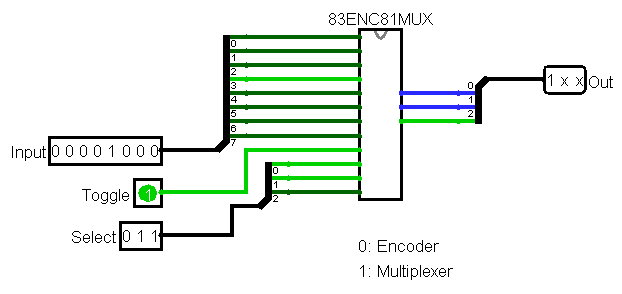 83ENC81MUX
0
1
2
3
4
5
6
7
0
1
2
1 x x Out
Input 0 0 0 0 1 0 0 0
0
1
2
Toggle 1
Select 0 1 1
0: Encoder
1: Multiplexer